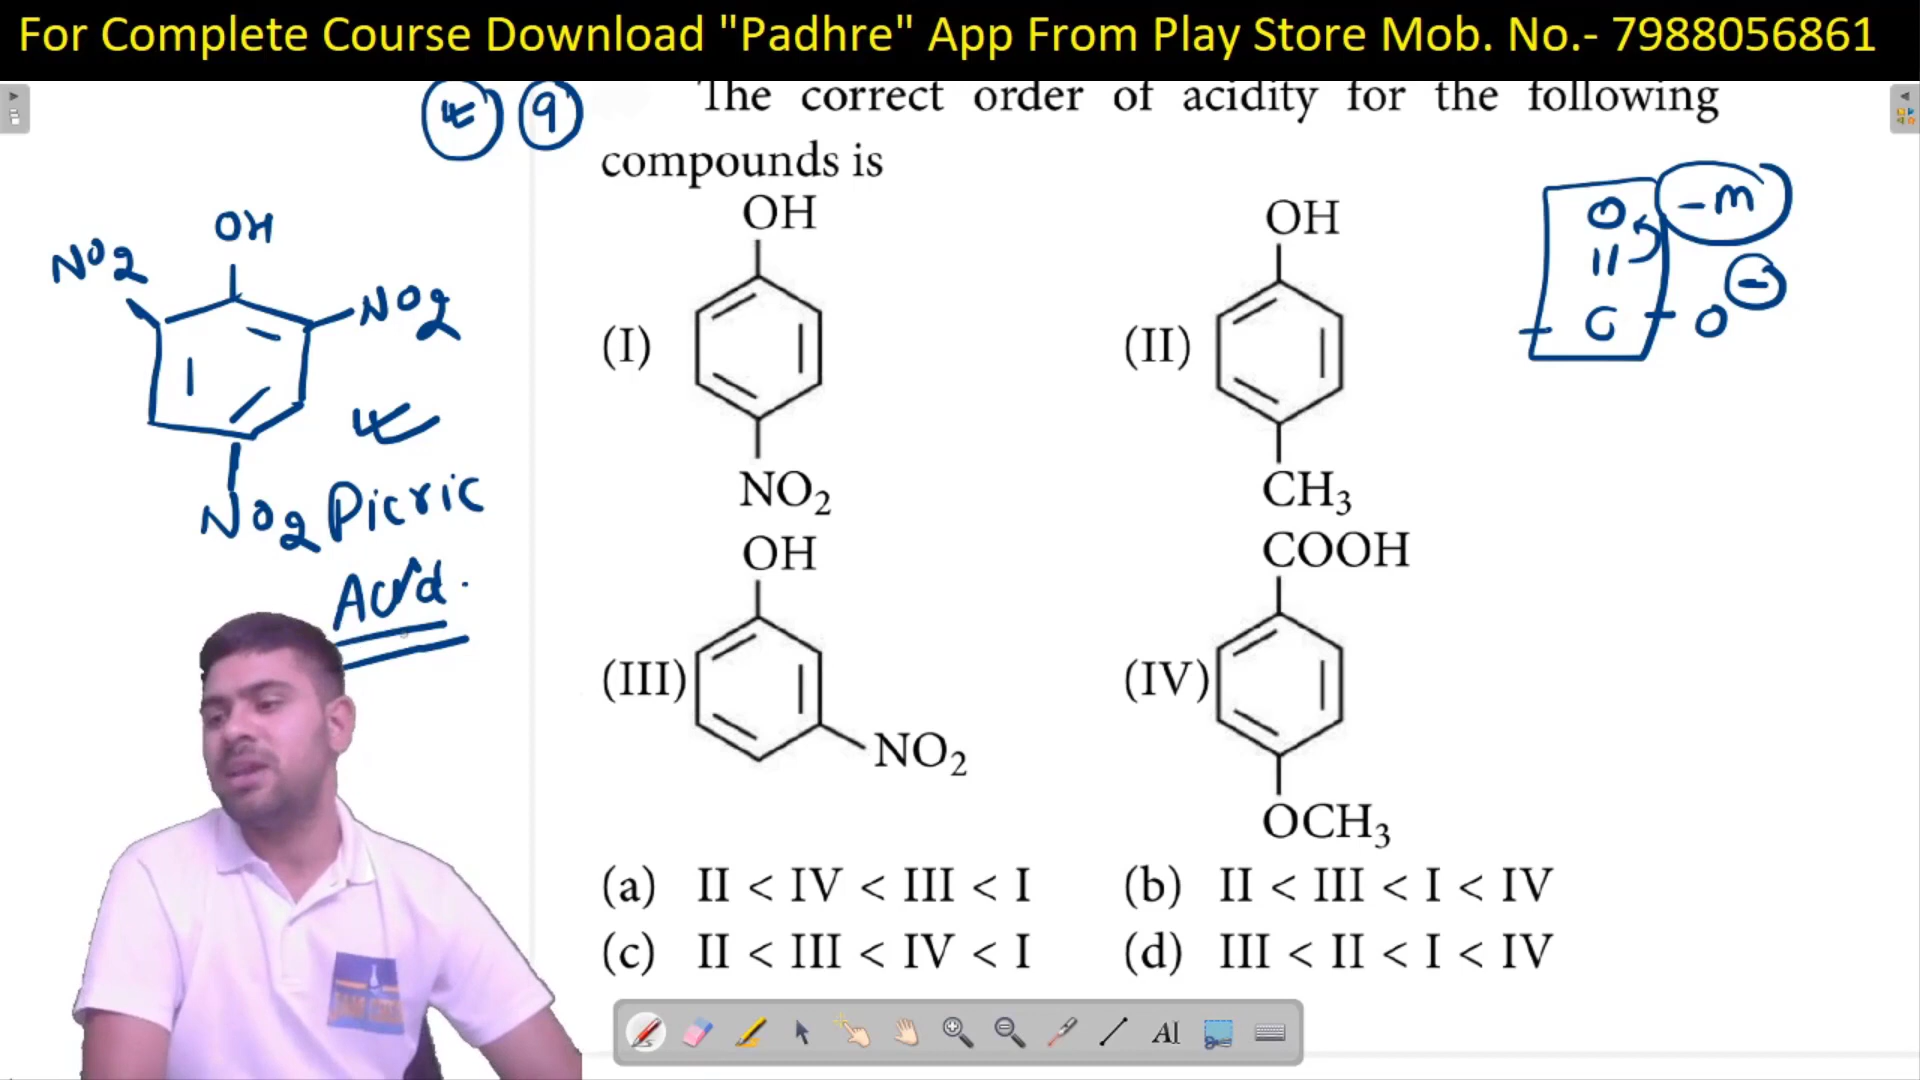 For Complete Course Download "Padhre" App From Play Store Mob. No.- 7988056861
9 The correct order of acidity for the following
compounds is
(I) OH
NO₂
(II) OH
CH₃
(III) OH
NO₂
(IV) COOH
OCH₃
(a) II < IV < III < I
(b) II < III < I < IV
(c) II < III < IV < I
(d) III < II < I < IV
OH
NO2
NO2
NO2 Picric
Acid.
O -m
||
C - O -
AI